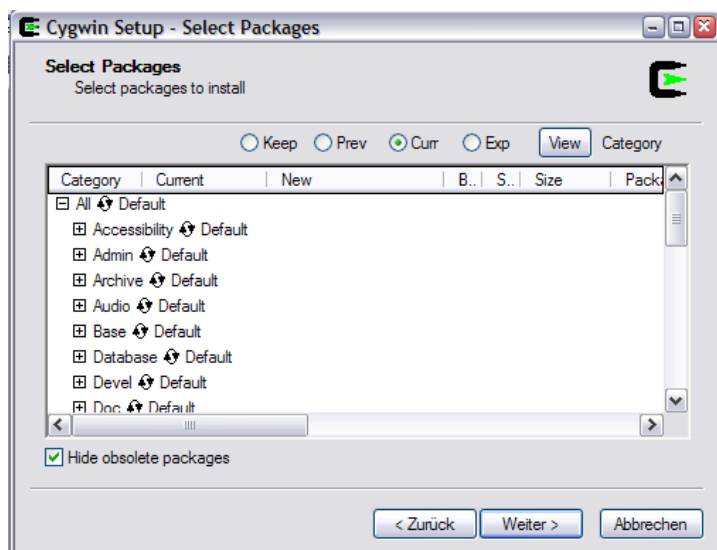 Cygwin Setup - Select Packages
Select Packages
Select packages to install
Keep Prev Curr Exp View Category
Category Current New B.. S.. Size Packa
All Default
Accessibility Default
Admin Default
Archive Default
Audio Default
Base Default
Database Default
Devel Default
Doc Default
Hide obsolete packages
< Zurück Weiter > Abbrechen